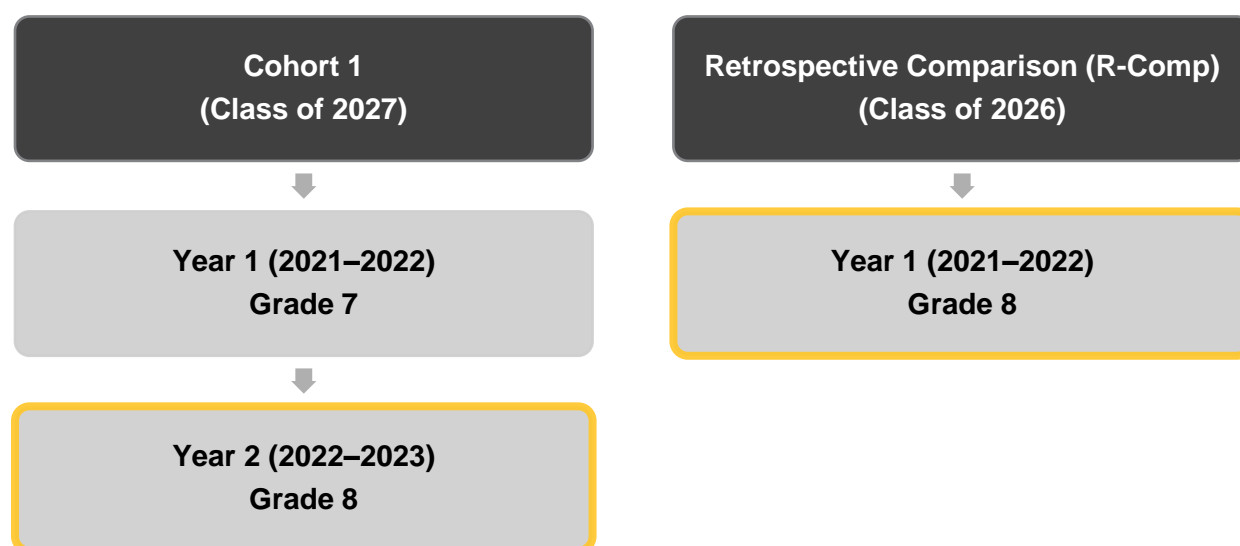 Cohort 1
(Class of 2027)
Year 1 (2021–2022)
Grade 7
Year 2 (2022–2023)
Grade 8
Retrospective Comparison (R-Comp)
(Class of 2026)
Year 1 (2021–2022)
Grade 8